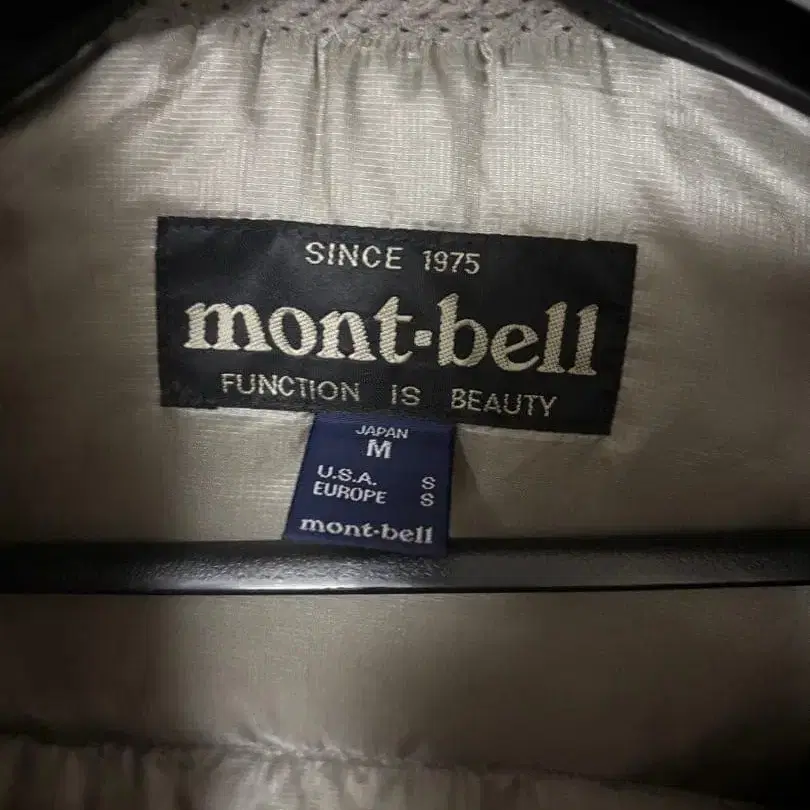 SINCE 1975
mont-bell
FUNCTION IS BEAUTY
JAPAN
M
U.S.A. S
EUROPE S
mont-bell